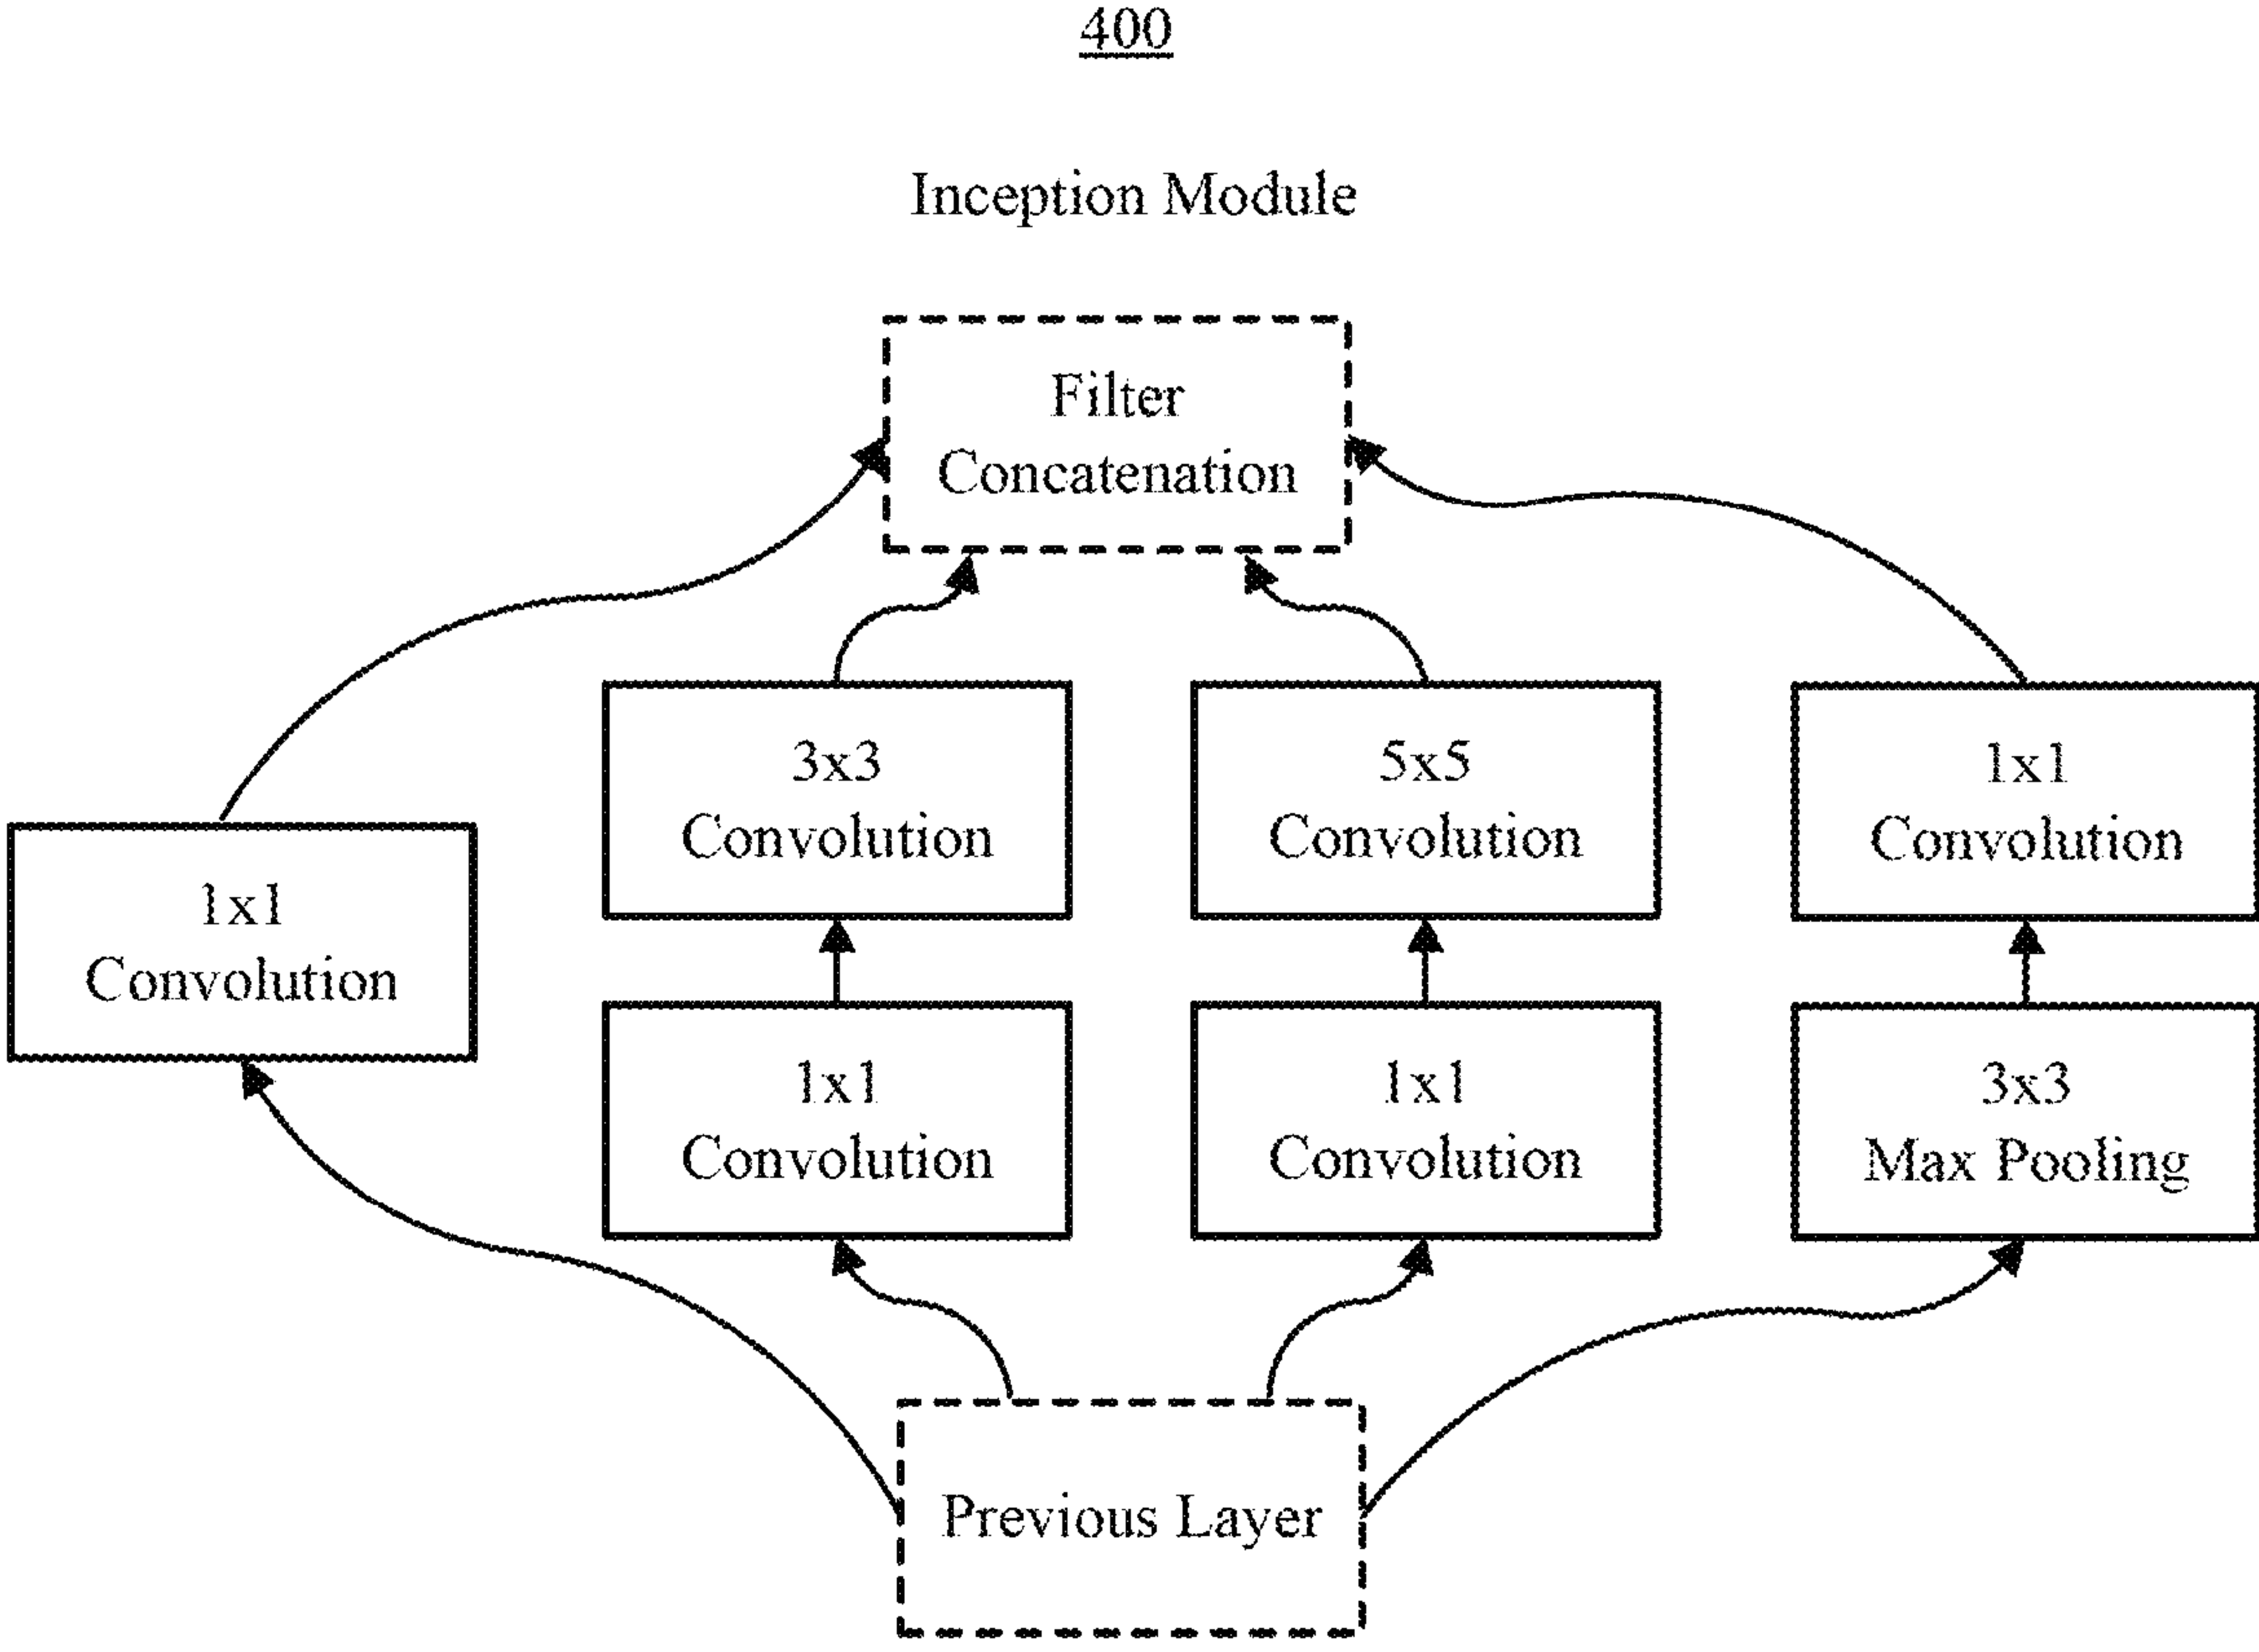 400
Inception Module
Filter
Concatenation
3x3
Convolution
5x5
Convolution
1x1
Convolution
1x1
Convolution
1x1
Convolution
1x1
Convolution
3x3
Max Pooling
Previous Layer